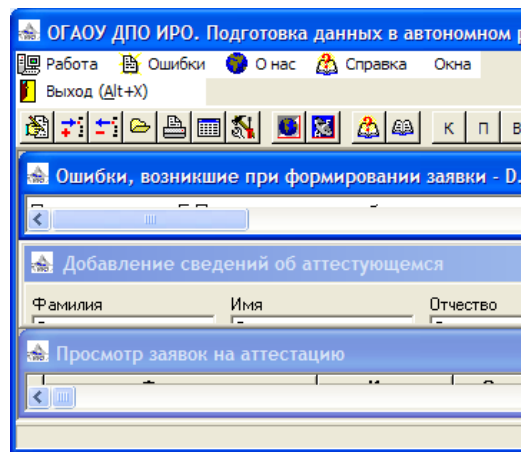 ОГАОУ ДПО ИРО. Подготовка данных в автономном
Работа Ошибки О нас Справка Окна
Выход (Alt+X)
К П В
Ошибки, возникшие при формировании заявки - D.
Добавление сведений об аттестующемся
Фамилия Имя Отчество
Просмотр заявок на аттестацию